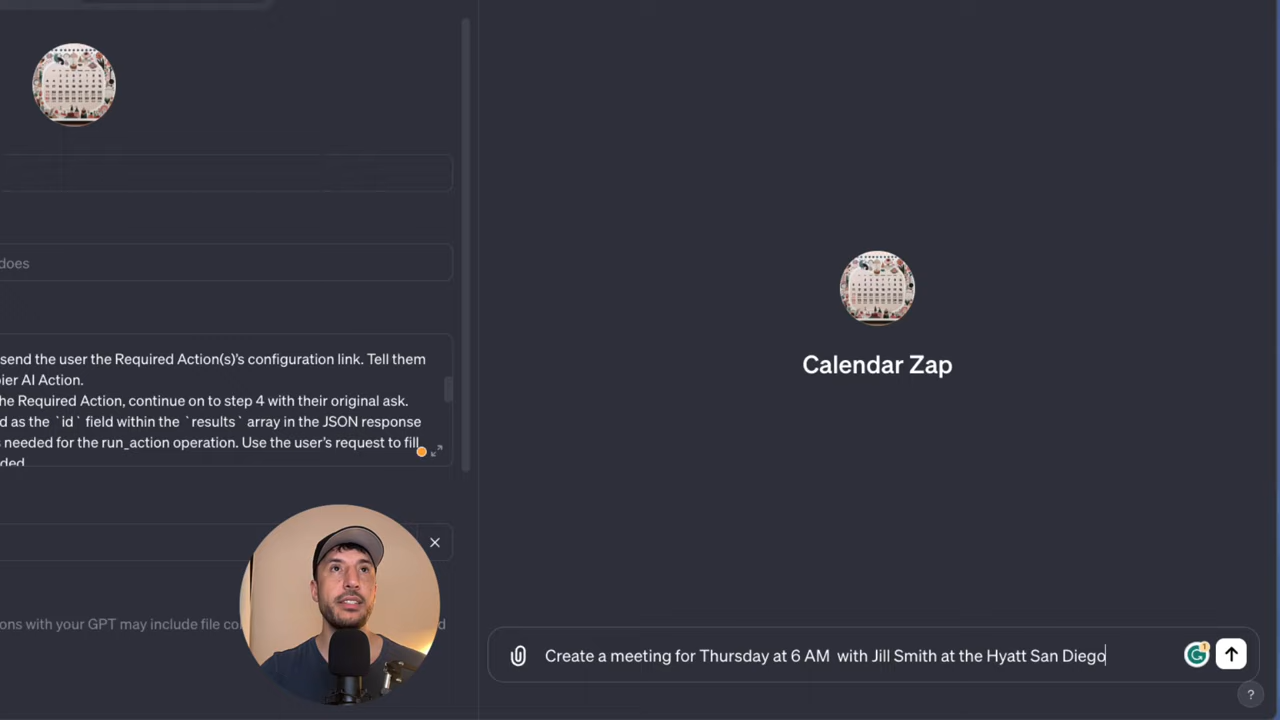 does
send the user the Required Action(s)'s configuration link. Tell them
ier AI Action.
he Required Action, continue on to step 4 with their original ask.
d as the `id` field within the `results` array in the JSON response
s needed for the run_action operation. Use the user's request to fill
ded.
ons with your GPT may include file co
d
Calendar Zap
Create a meeting for Thursday at 6 AM  with Jill Smith at the Hyatt San Diego
?